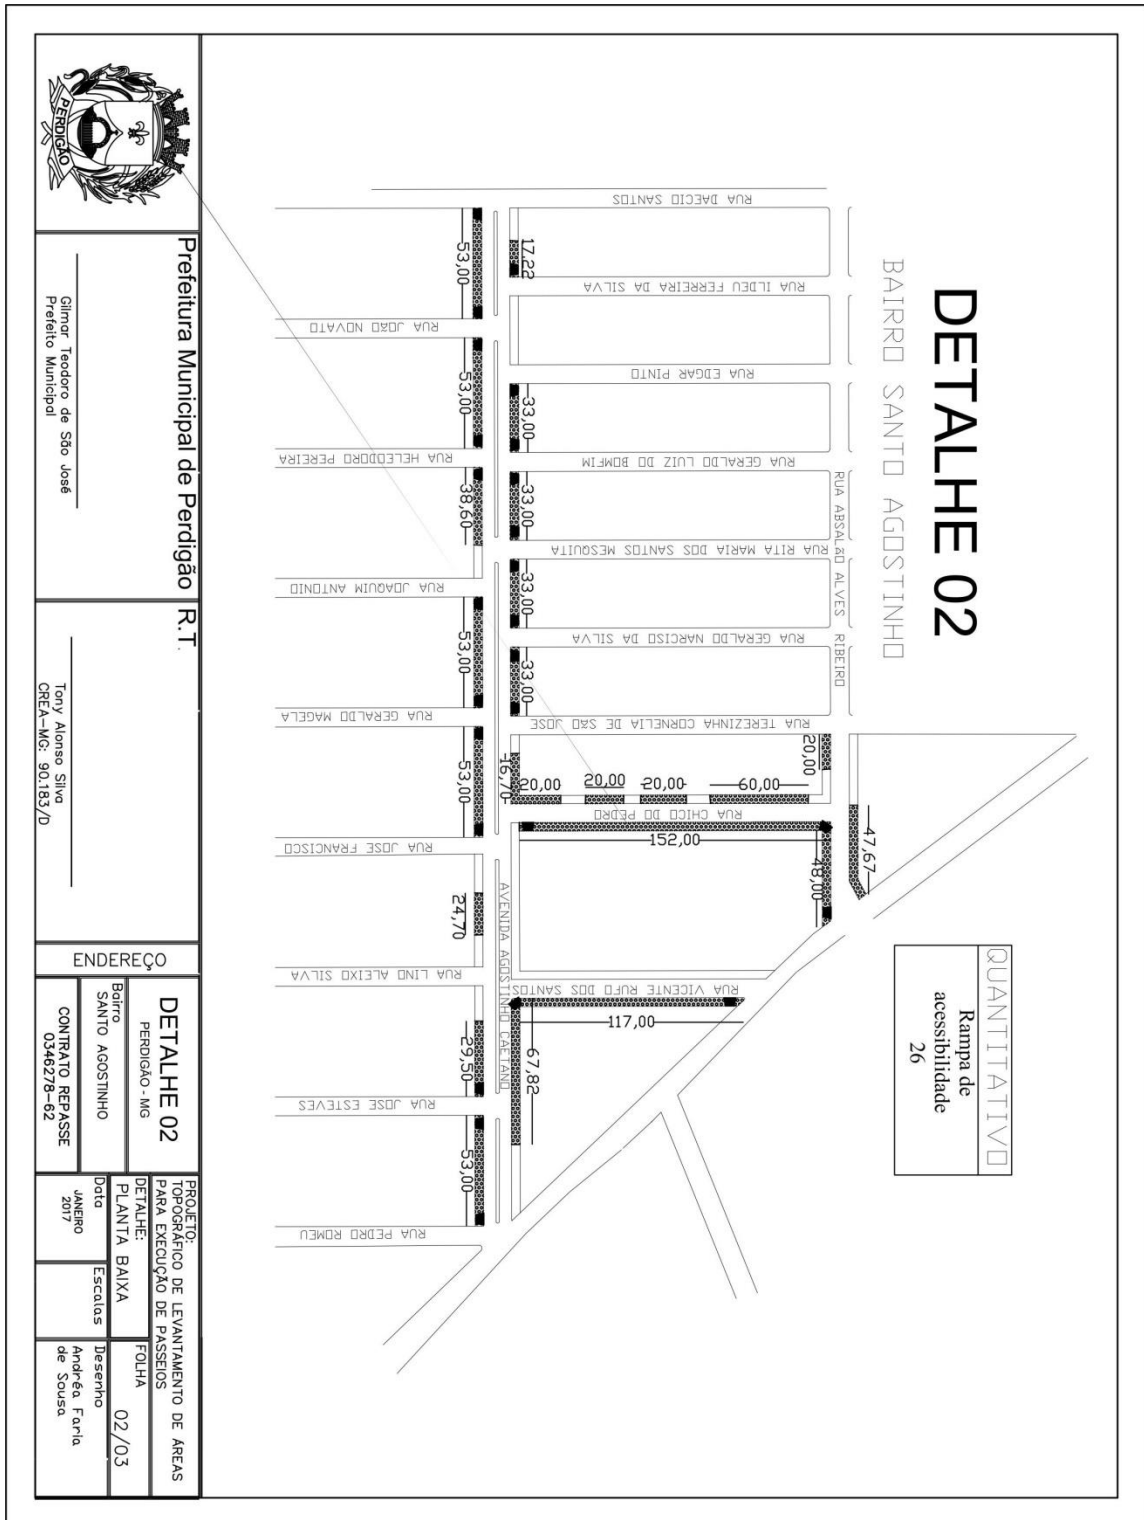 DETALHE 02
BAIRRO SANTO AGOSTINHO
RUA DAECIO SANTOS
RUA ILDEU FERREIRA DA SILVA
RUA EDGAR PINTO
RUA GERALDO LUIZ DO BOMFIM
RUA RITA MARIA DOS SANTOS MESQUITA
RUA GERALDO NARCISO DA SILVA
RUA TEREZINHA CORNELIA DE SÃO JOSE
RUA CHICO DO PEDRO
RUA VICENTE RUFO DOS SANTOS
RUA ABSALÃO ALVES RIBEIRO
17,22
33,00
33,00
33,00
33,00
16,70
20,00
20,00
20,00
60,00
20,00
152,00
48,00
47,67
117,00
67,82
AVENIDA AGOSTINHO CAETANO
53,00
53,00
38,60
53,00
53,00
24,70
29,50
53,00
RUA JOÃO NOVATO
RUA HELEODORO PEREIRA
RUA JOAQUIM ANTONIO
RUA GERALDO MAGELA
RUA JOSE FRANCISCO
RUA LINO ALEIXO SILVA
RUA JOSE ESTEVES
RUA PEDRO ROMEU
QUANTITATIVO
Rampa de
acessibilidade
26
PERDIGÃO
Prefeitura Municipal de Perdigão
Gilmar Teodoro de São José
Prefeito Municipal
R.T.
Tony Alonso Silva
CREA-MG: 90.183/D
ENDEREÇO
DETALHE 02
PERDIGÃO - MG
Bairro
SANTO AGOSTINHO
CONTRATO REPASSE
0346278-62
PROJETO:
TOPOGRÁFICO DE LEVANTAMENTO DE AREAS
PARA EXECUÇÃO DE PASSEIOS
DETALHE:
PLANTA BAIXA
FOLHA
02/03
Data
JANEIRO
2017
Escalas
Desenho
Andréa Faria
de Sousa